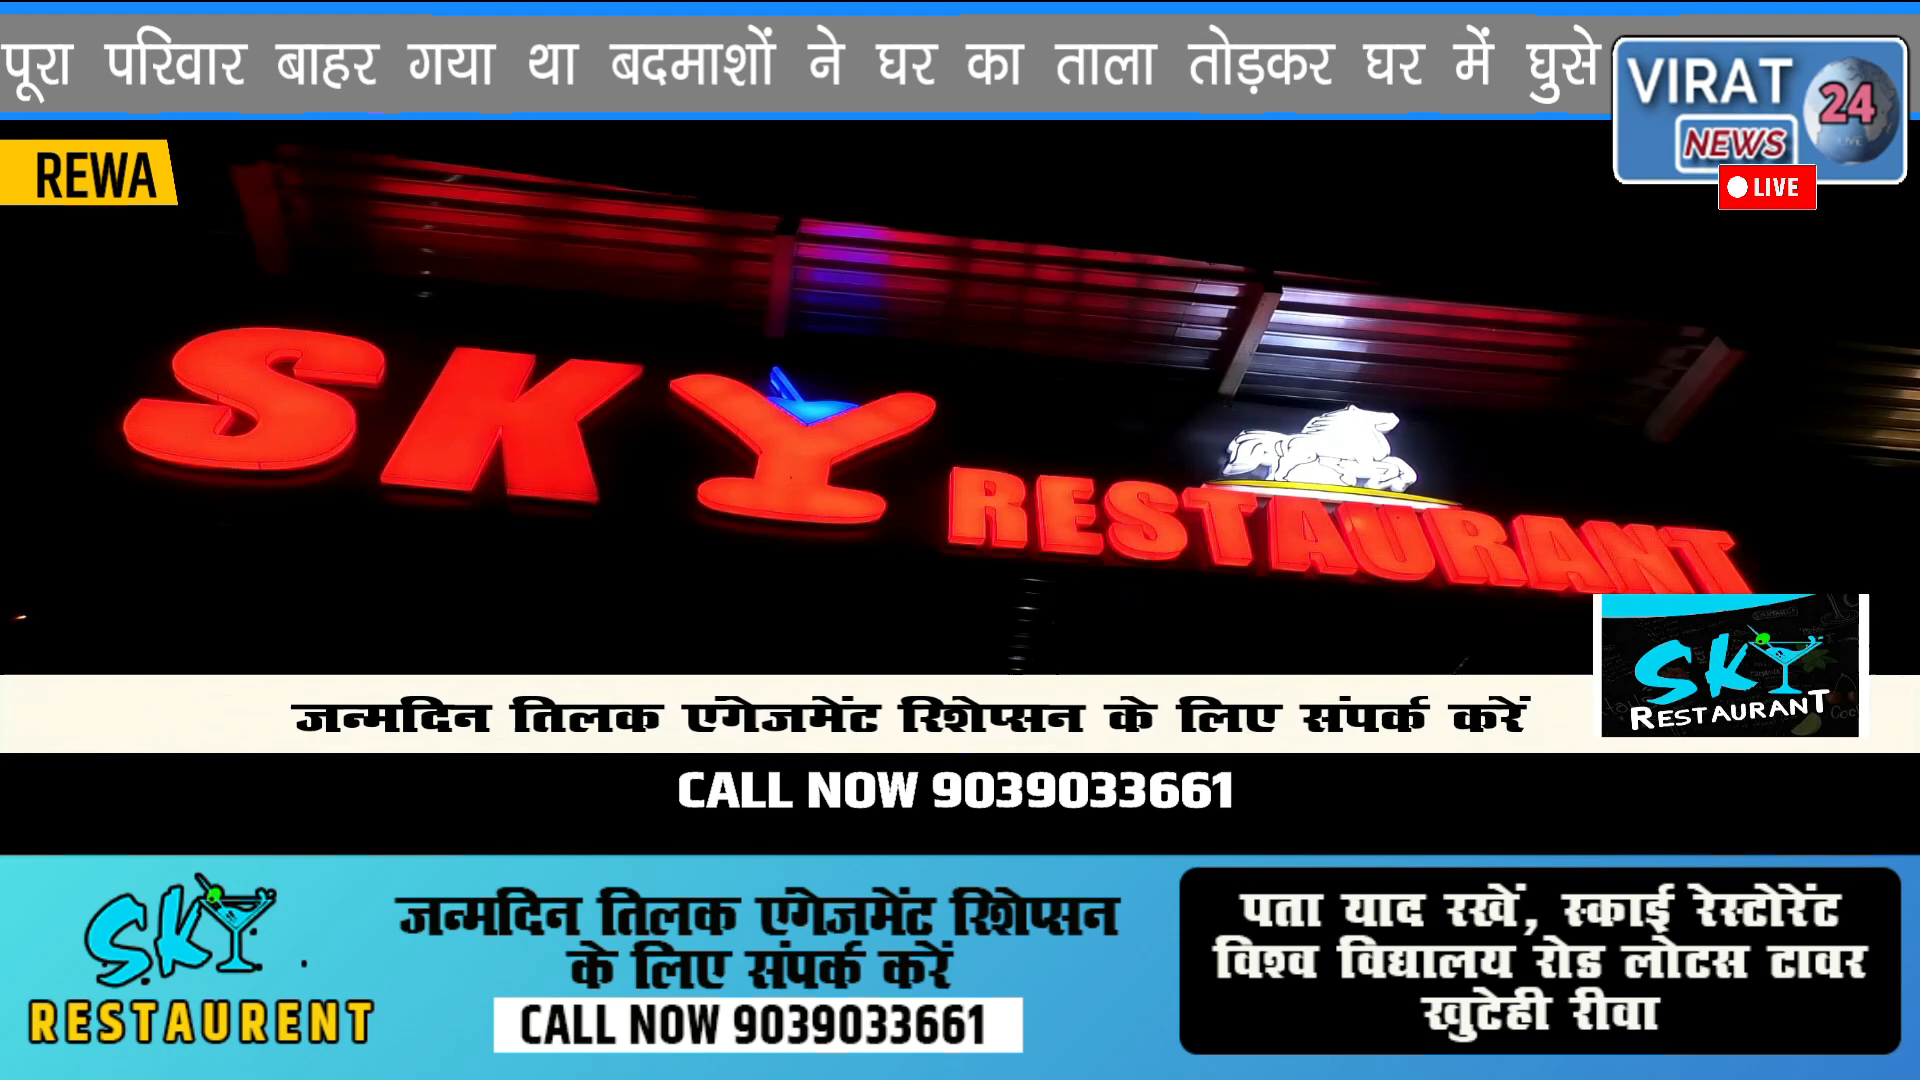 पूरा परिवार बाहर गया था बदमाशों ने घर का ताला तोड़कर घर में घुसे
VIRAT
24
NEWS
LIVE
REWA
SKY RESTAURANT
SKY
RESTAURANT
जन्मदिन तिलक एंगेजमेंट रिशेप्सन के लिए संपर्क करें
CALL NOW 9039033661
SKY
RESTAURENT
जन्मदिन तिलक एंगेजमेंट रिशेप्सन
के लिए संपर्क करें
CALL NOW 9039033661
पता याद रखें, स्काई रेस्टोरेंट
विश्व विद्यालय रोड लोटस टावर
खुटेही रीवा